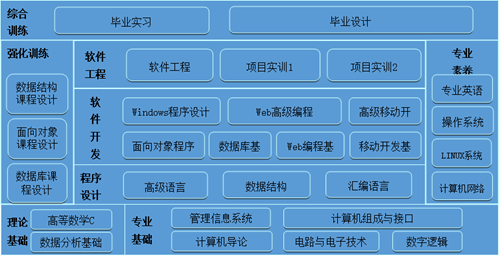 综合
训练
毕业实习
毕业设计
强化训练
数据结构
课程设计
面向对象
课程设计
数据库课
程设计
软件
工程
软件工程
项目实训1
项目实训2
软
件
开
发
Windows程序设计
Web高级编程
高级移动开
面向对象程序
数据库基
Web编程基
移动开发基
程序
设计
高级语言
数据结构
汇编语言
专业
素养
专业英语
操作系统
LINUX系统
计算机网络
理论
基础
高等数学C
数据分析基础
专业
基础
管理信息系统
计算机组成与接口
计算机导论
电路与电子技术
数字逻辑